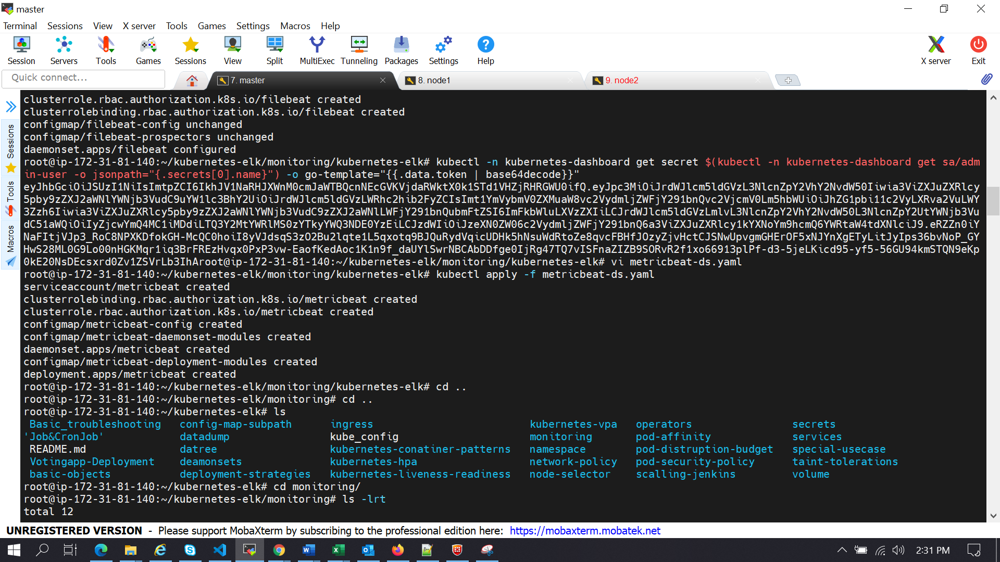 master
Terminal Sessions View X server Tools Games Settings Macros Help
Session Servers Tools Games Sessions View Split MultiExec Tunneling Packages Settings Help X server Exit
Quick connect...
7. master
8. node1
9. node2
Sessions
Tools
Macros
clusterrole.rbac.authorization.k8s.io/filebeat created
clusterrolebinding.rbac.authorization.k8s.io/filebeat created
configmap/filebeat-config unchanged
configmap/filebeat-prospectors unchanged
daemonset.apps/filebeat configured
root@ip-172-31-81-140:~/kubernetes-elk/monitoring/kubernetes-elk# kubectl -n kubernetes-dashboard get secret $(kubectl -n kubernetes-dashboard get sa/adm
in-user -o jsonpath="{.secrets[0].name}") -o go-template="{{.data.token | base64decode}}"
root@ip-172-31-81-140:~/kubernetes-elk/monitoring/kubernetes-elk# vi metricbeat-ds.yaml
root@ip-172-31-81-140:~/kubernetes-elk/monitoring/kubernetes-elk# kubectl apply -f metricbeat-ds.yaml
serviceaccount/metricbeat created
clusterrolebinding.rbac.authorization.k8s.io/metricbeat created
clusterrole.rbac.authorization.k8s.io/metricbeat created
configmap/metricbeat-config created
configmap/metricbeat-daemonset-modules created
daemonset.apps/metricbeat created
configmap/metricbeat-deployment-modules created
deployment.apps/metricbeat created
root@ip-172-31-81-140:~/kubernetes-elk/monitoring/kubernetes-elk# cd ..
root@ip-172-31-81-140:~/kubernetes-elk/monitoring# cd ..
root@ip-172-31-81-140:~/kubernetes-elk# ls
Basic_troubleshooting config-map-subpath ingress kubernetes-vpa operators secrets
'Job&CronJob' datadump kube_config monitoring pod-affinity services
README.md datree kubernetes-conatiner-patterns namespace pod-distruption-budget special-usecase
Votingapp-Deployment deamonsets kubernetes-hpa network-policy pod-security-policy taint-tolerations
basic-objects deployment-strategies kubernetes-liveness-readiness node-selector scalling-jenkins volume
root@ip-172-31-81-140:~/kubernetes-elk# cd monitoring/
root@ip-172-31-81-140:~/kubernetes-elk/monitoring# ls -lrt
total 12
UNREGISTERED VERSION - Please support MobaXterm by subscribing to the professional edition here: https://mobaxterm.mobatek.net
2:31 PM